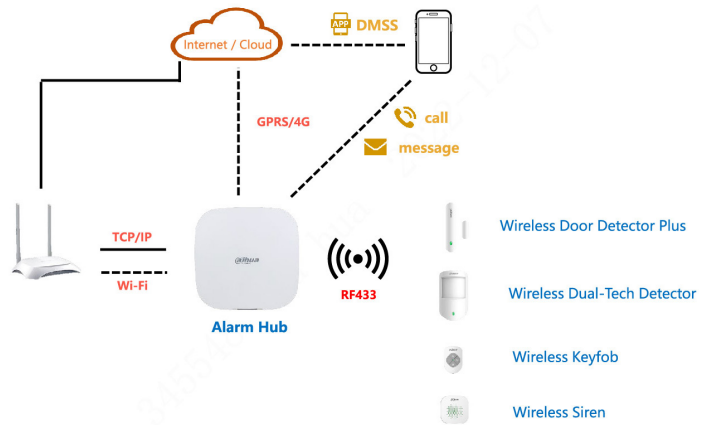 APP DMSS
Internet / Cloud
GPRS/4G
call
message
TCP/IP
Wi-Fi
alhua
RF433
Alarm Hub
Wireless Door Detector Plus
Wireless Dual-Tech Detector
Wireless Keyfob
Wireless Siren